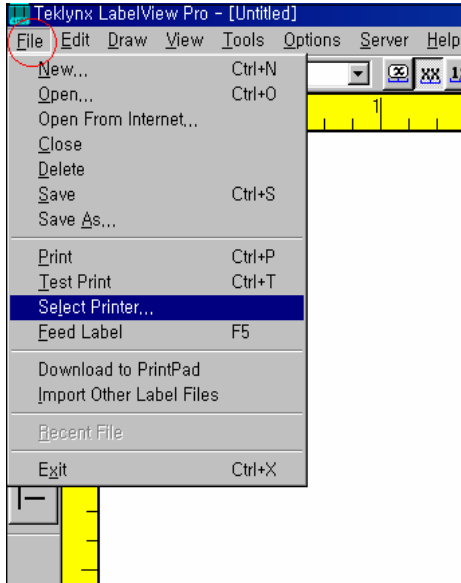 Teklynx LabelView Pro - [Untitled]
File Edit Draw View Tools Options Server Help
New... Ctrl+N
Open... Ctrl+O
Open From Internet...
Close
Delete
Save Ctrl+S
Save As...
Print Ctrl+P
Test Print Ctrl+T
Select Printer...
Feed Label F5
Download to PrintPad
Import Other Label Files
Recent File
Exit Ctrl+X
XX
1